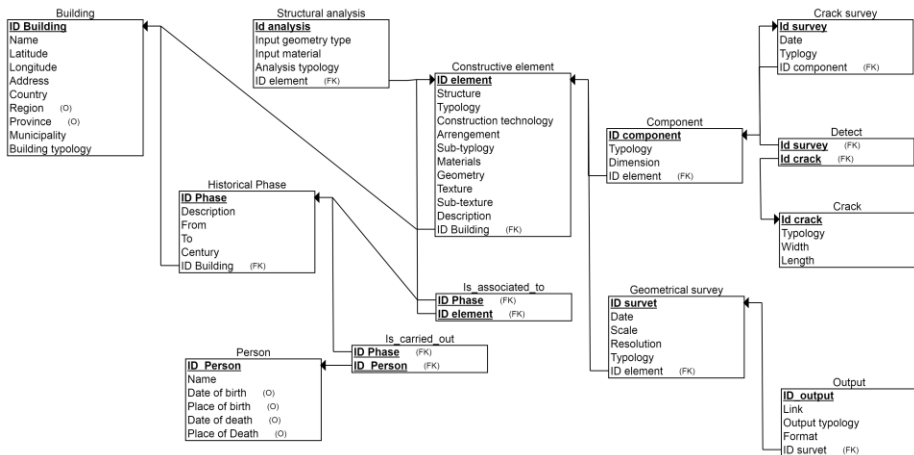 Building
ID Building
Name
Latitude
Longitude
Address
Country
Region (O)
Province (O)
Municipality
Building typology
Structural analysis
Id analysis
Input geometry type
Input material
Analysis typology
ID element (FK)
Constructive element
ID element
Structure
Typology
Construction technology
Arrengement
Sub-typlogy
Materials
Geometry
Texture
Sub-texture
Description
ID Building (FK)
Crack survey
Id survey
Date
Typlogy
ID component (FK)
Component
ID component
Typology
Dimension
ID element (FK)
Detect
Id survey (FK)
Id crack (FK)
Crack
Id crack
Typology
Width
Length
Historical Phase
ID Phase
Description
From
To
Century
ID Building (FK)
Is_associated_to
ID Phase (FK)
ID element (FK)
Is_carried_out
ID Phase (FK)
ID_Person (FK)
Person
ID_Person
Name
Date of birth (O)
Place of birth (O)
Date of death (O)
Place of Death (O)
Geometrical survey
ID survet
Date
Scale
Resolution
Typology
ID element (FK)
Output
ID_output
Link
Output typology
Format
ID survet (FK)